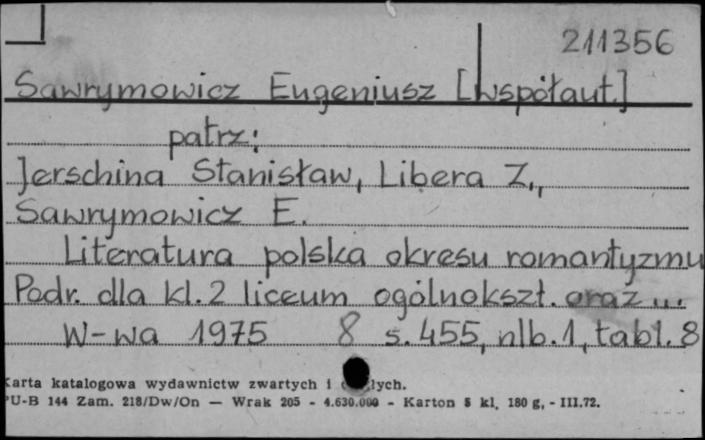 211356
Sawrymowicz Eugeniusz [współaut.]
patrz:
Jerschina Stanisław, Libera Z.,
Sawrymowicz E.
Literatura polska okresu romantyzmu
Podr. dla kl. 2 liceum ogólnokszt. oraz ...
W-wa 1975 8 s. 455, nlb. 1, tabl. 8
Karta katalogowa wydawnictw zwartych i
PU-B 144 Zam. 218/Dw/On — Wrak 205 - 4.630.000 - Karton 5 kl. 180 g, - III.72.